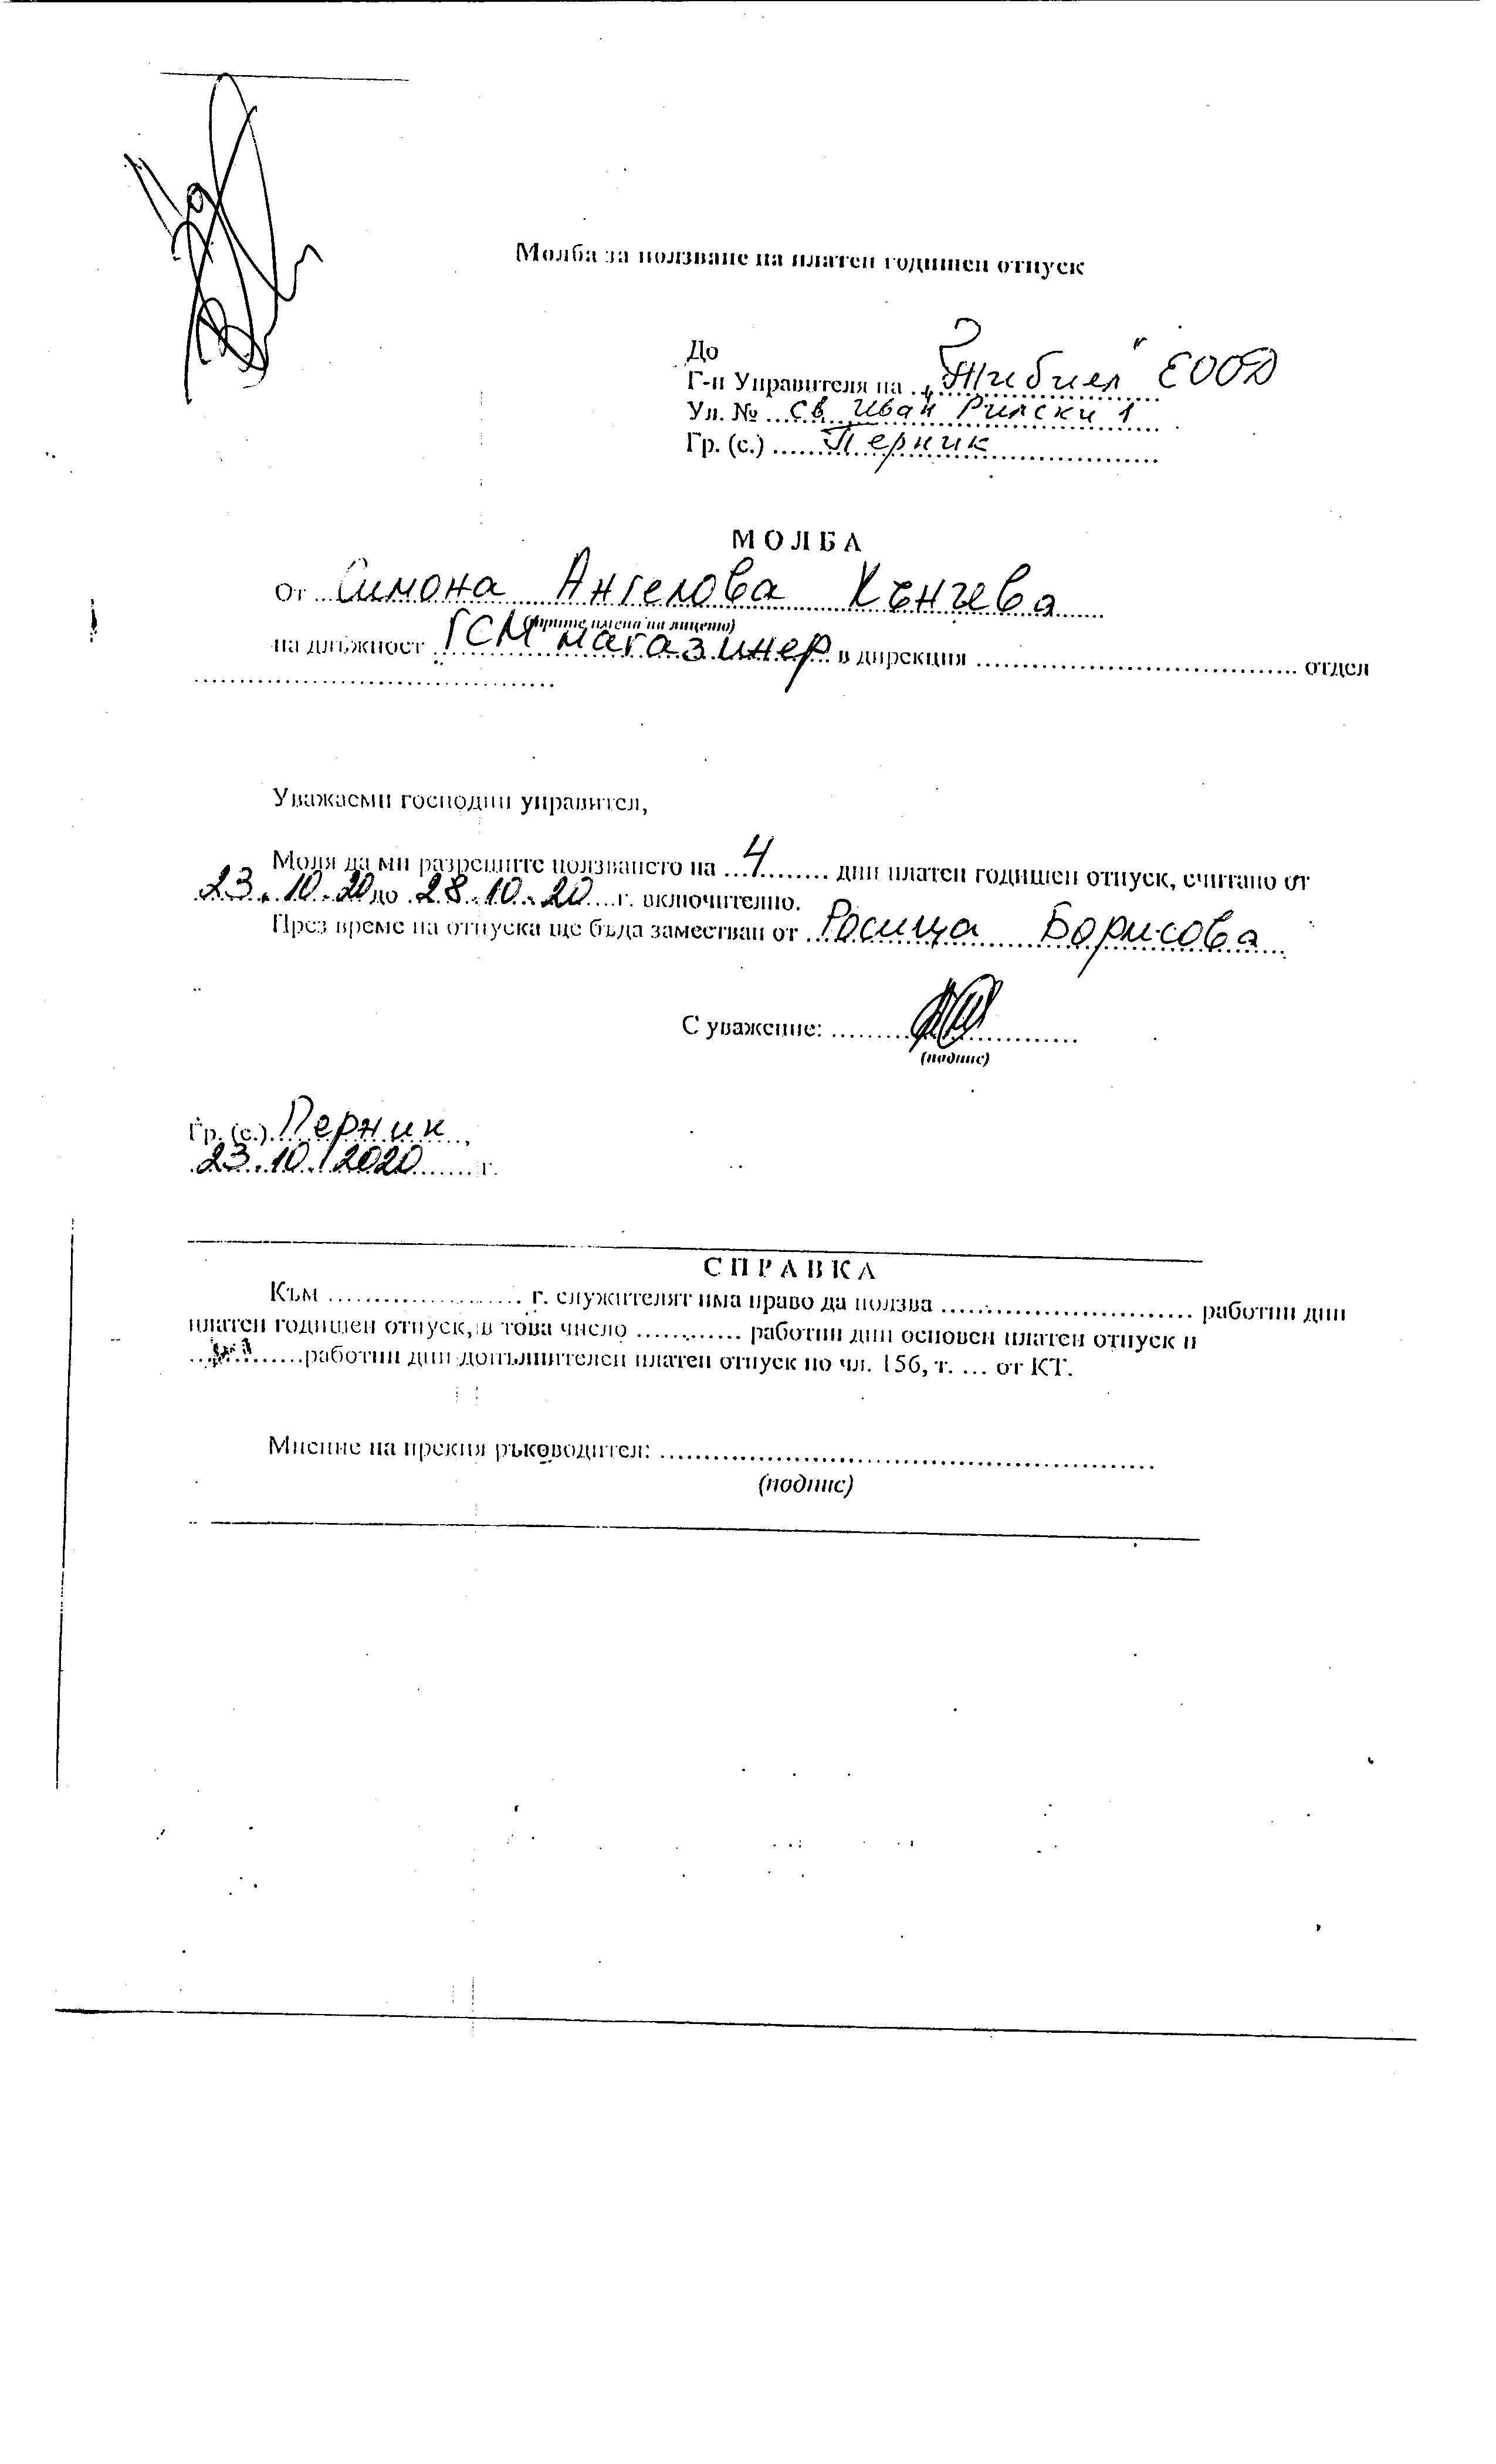 Молба за ползване на платен годишен отпуск
До
Г-н Управителя на „Жибиел" ЕООД
Ул. № Св. Иван Рилски 1
Гр. (с.) ..... Перник
МОЛБА
От Симона Ангелова Кънчева
(трите имена на лицето)
на длъжност ГСМ магазинер в дирекция ........ отдел
........
Уважаеми господин управител,
Моля да ми разрешите ползването на ...4........ дни платен годишен отпуск, считано от
23.10.20 до 28.10.20 г. включително.
През време на отпуска ще бъда заместван от Росица Борисова
С уважение: ........
(подпис)
Гр. (с.) Перник,
23.10./2020 ...... г.
СПРАВКА
Към ........ г. служителят има право да ползва ........ работни дни
платен годишен отпуск, в това число ........ работни дни основен платен отпуск и
........ работни дни допълнителен платен отпуск по чл. 156, т. ... от КТ.
Мнение на прекия ръководител: ........
(подпис)